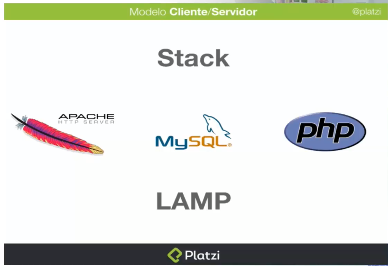 Modelo Cliente/Servidor
@platzi
Stack
APACHE
HTTP SERVER
MySQL®
php
LAMP
Platzi